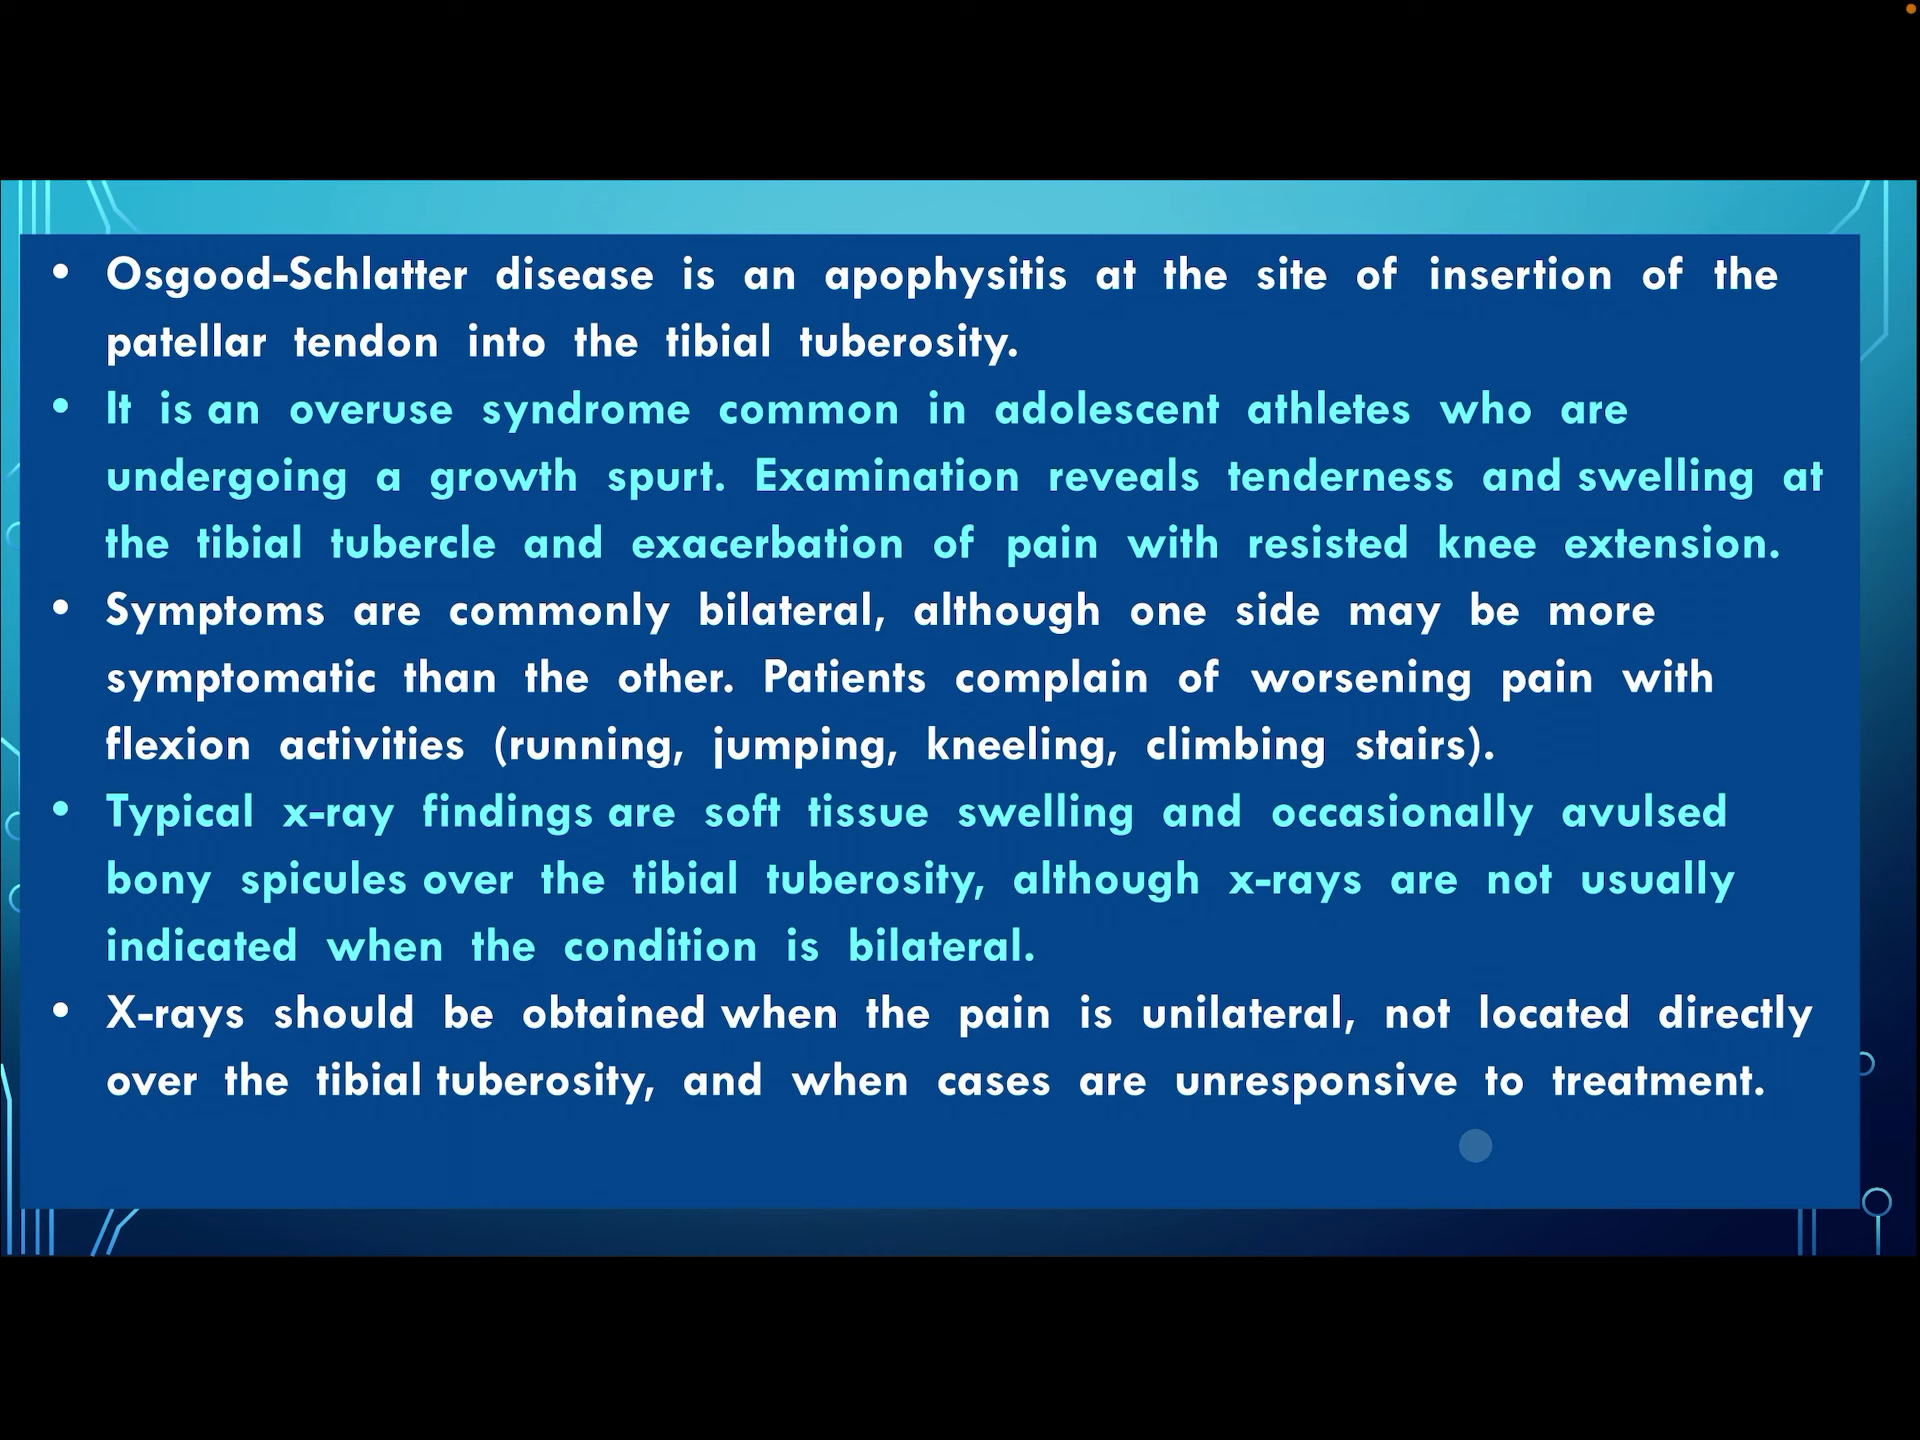 • Osgood-Schlatter disease is an apophysitis at the site of insertion of the
patellar tendon into the tibial tuberosity.
• It is an overuse syndrome common in adolescent athletes who are
undergoing a growth spurt. Examination reveals tenderness and swelling at
the tibial tubercle and exacerbation of pain with resisted knee extension.
• Symptoms are commonly bilateral, although one side may be more
symptomatic than the other. Patients complain of worsening pain with
flexion activities (running, jumping, kneeling, climbing stairs).
• Typical x-ray findings are soft tissue swelling and occasionally avulsed
bony spicules over the tibial tuberosity, although x-rays are not usually
indicated when the condition is bilateral.
• X-rays should be obtained when the pain is unilateral, not located directly
over the tibial tuberosity, and when cases are unresponsive to treatment.